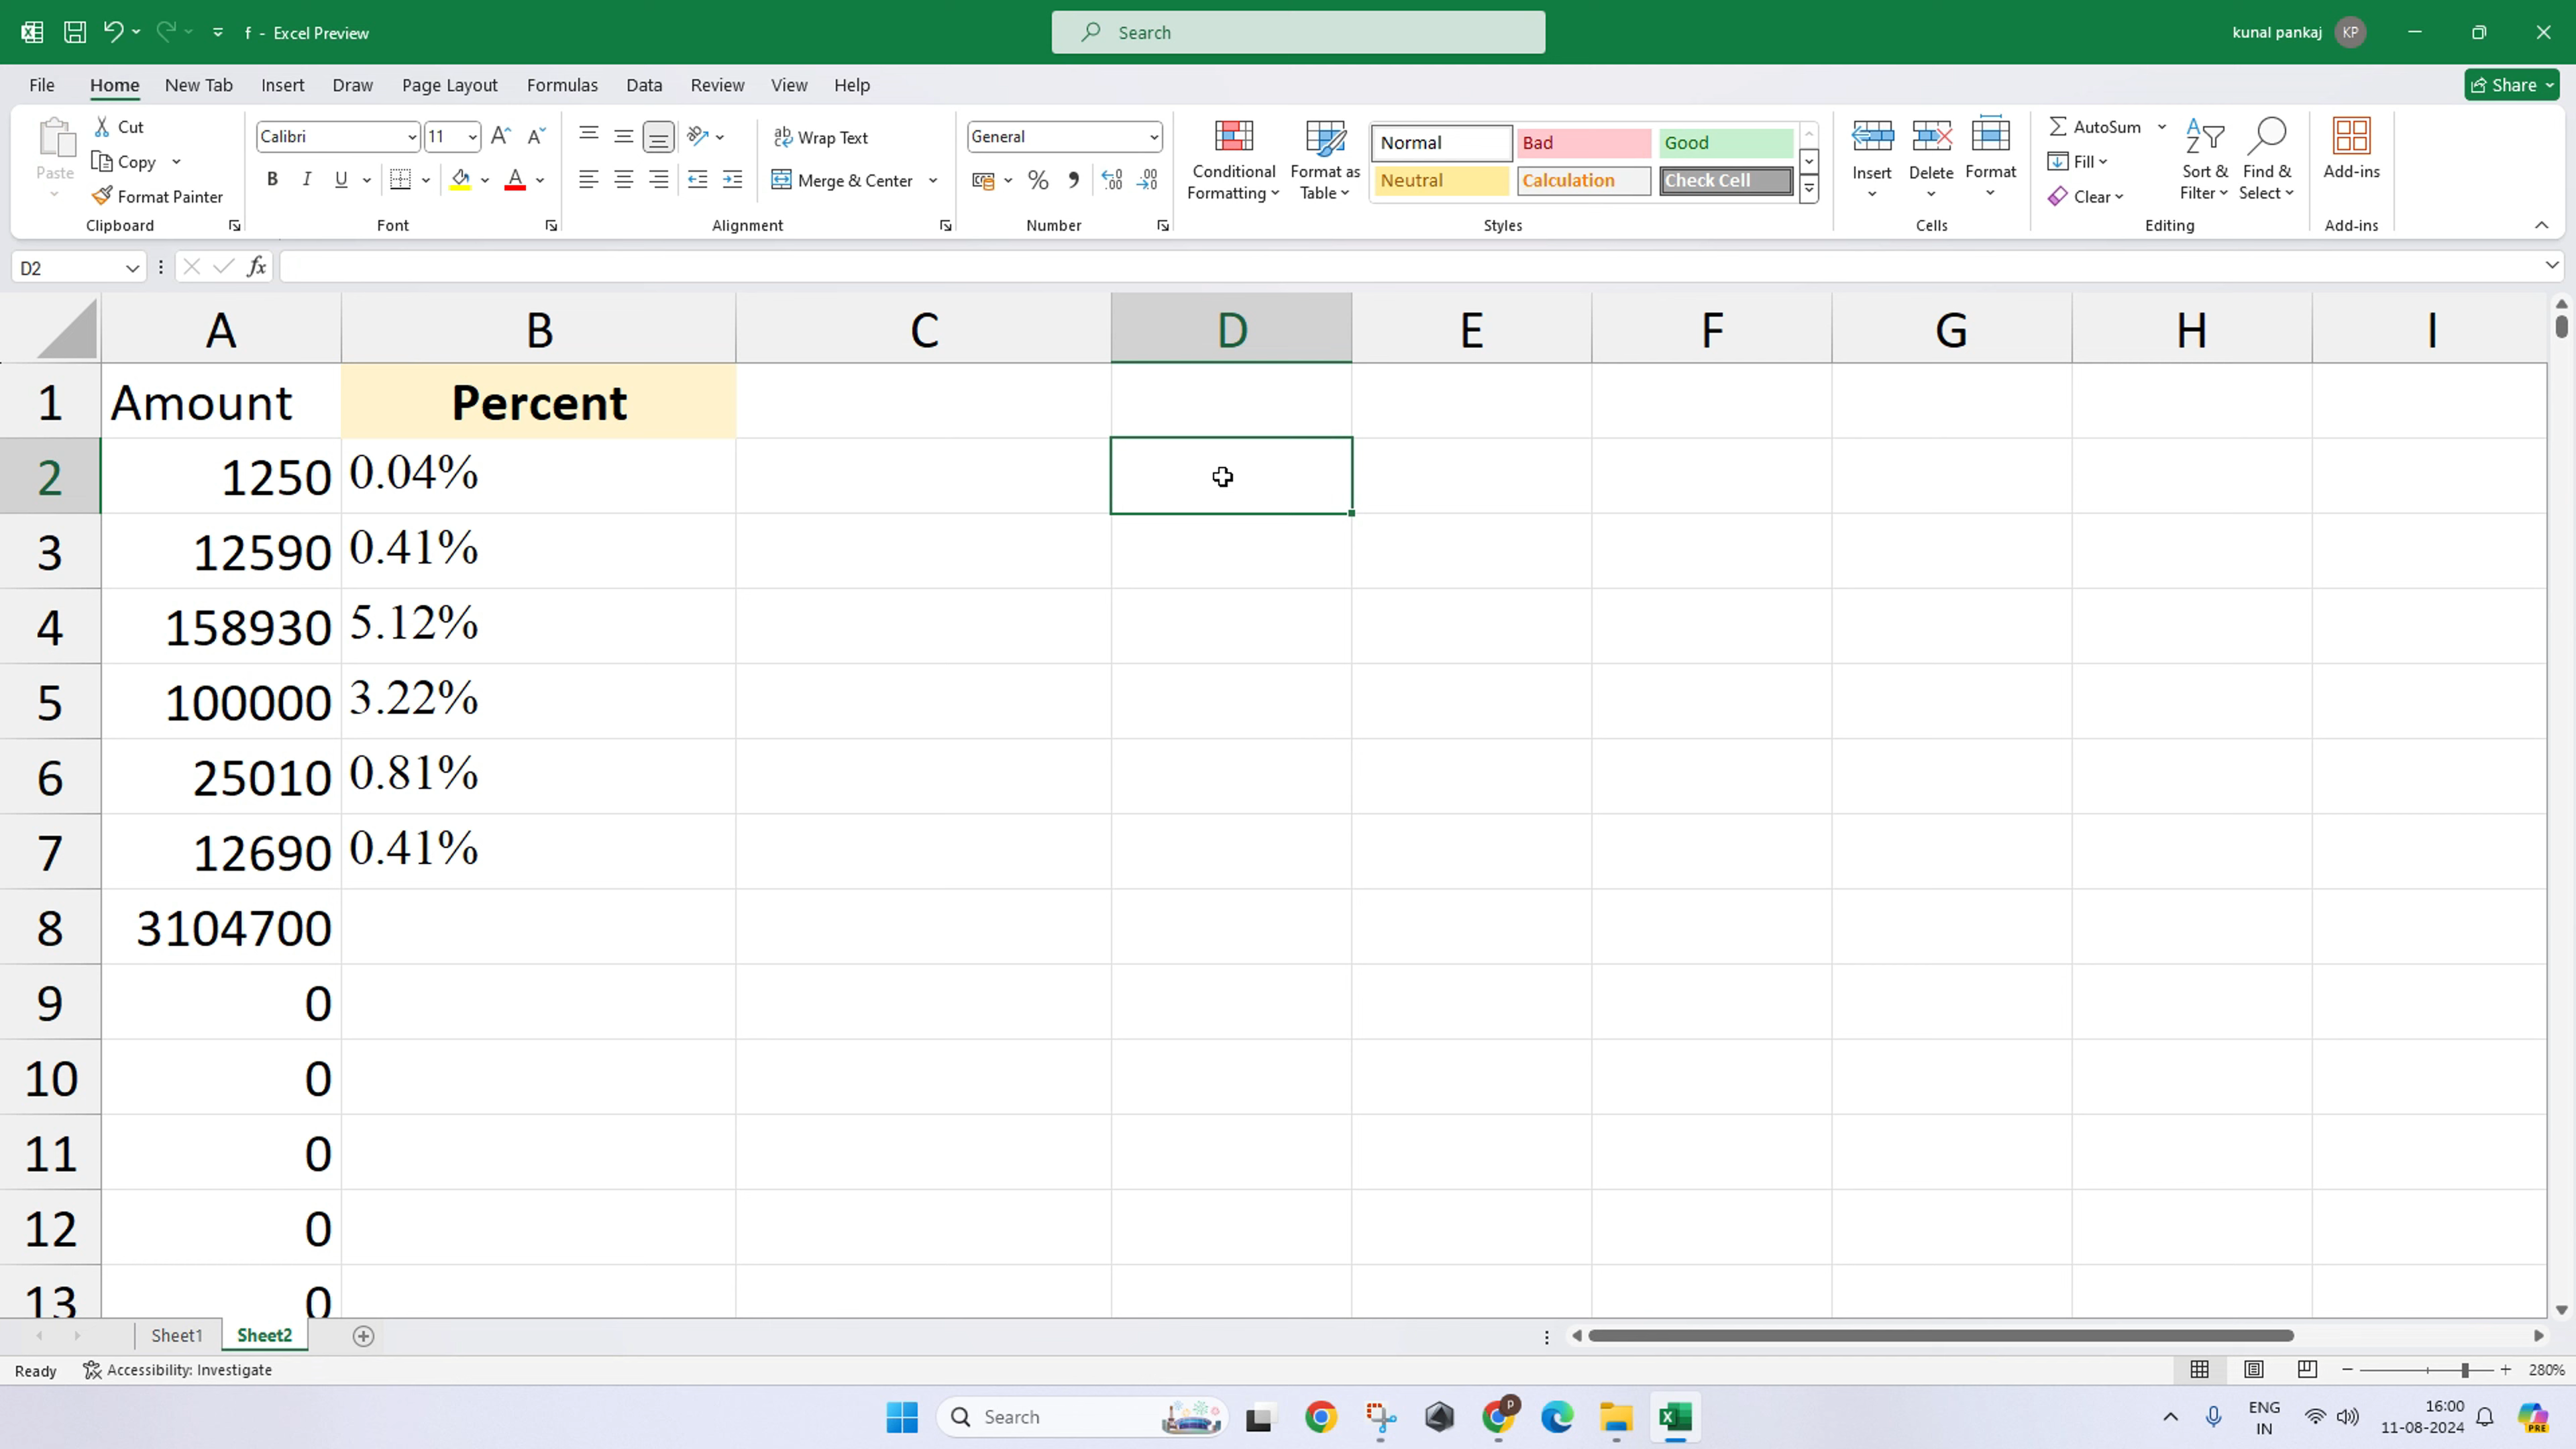 f - Excel Preview
Search
kunal pankaj KP
File Home New Tab Insert Draw Page Layout Formulas Data Review View Help
Share
Paste
Cut
Copy
Format Painter
Clipboard
Calibri 11
B I U
Font
Wrap Text
Merge & Center
Alignment
General
Number
Conditional Formatting
Format as Table
Normal Bad Good
Neutral Calculation Check Cell
Styles
Insert Delete Format
Cells
AutoSum
Fill
Clear
Sort & Filter
Find & Select
Editing
Add-ins
Add-ins
D2 fx
A B C D E F G H I
1 Amount Percent
2 1250 0.04%
3 12590 0.41%
4 158930 5.12%
5 100000 3.22%
6 25010 0.81%
7 12690 0.41%
8 3104700
9 0
10 0
11 0
12 0
13 0
Sheet1 Sheet2
Ready Accessibility: Investigate 280%
Search
ENG IN
16:00
11-08-2024
PRE